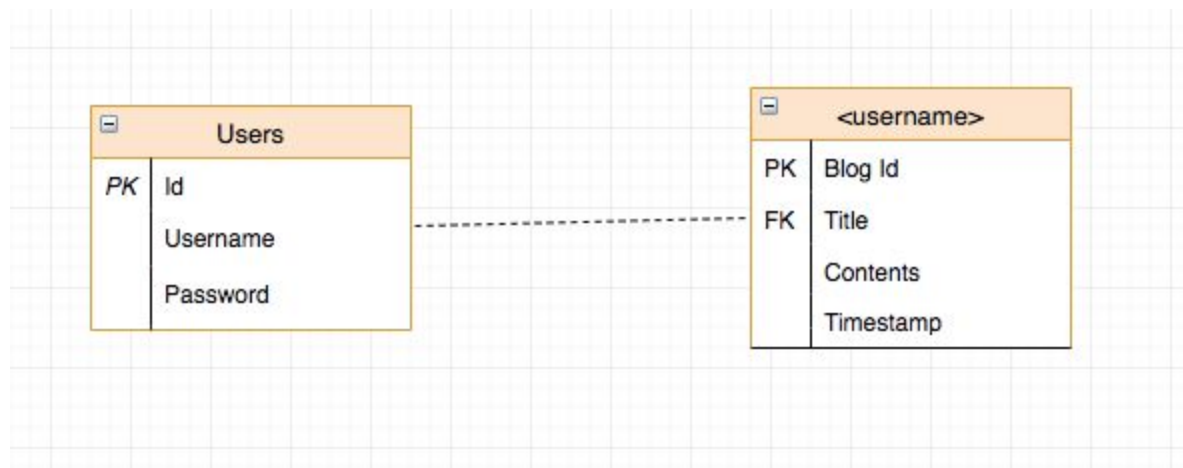 Users
PK Id
Username
Password
<username>
PK Blog Id
FK Title
Contents
Timestamp